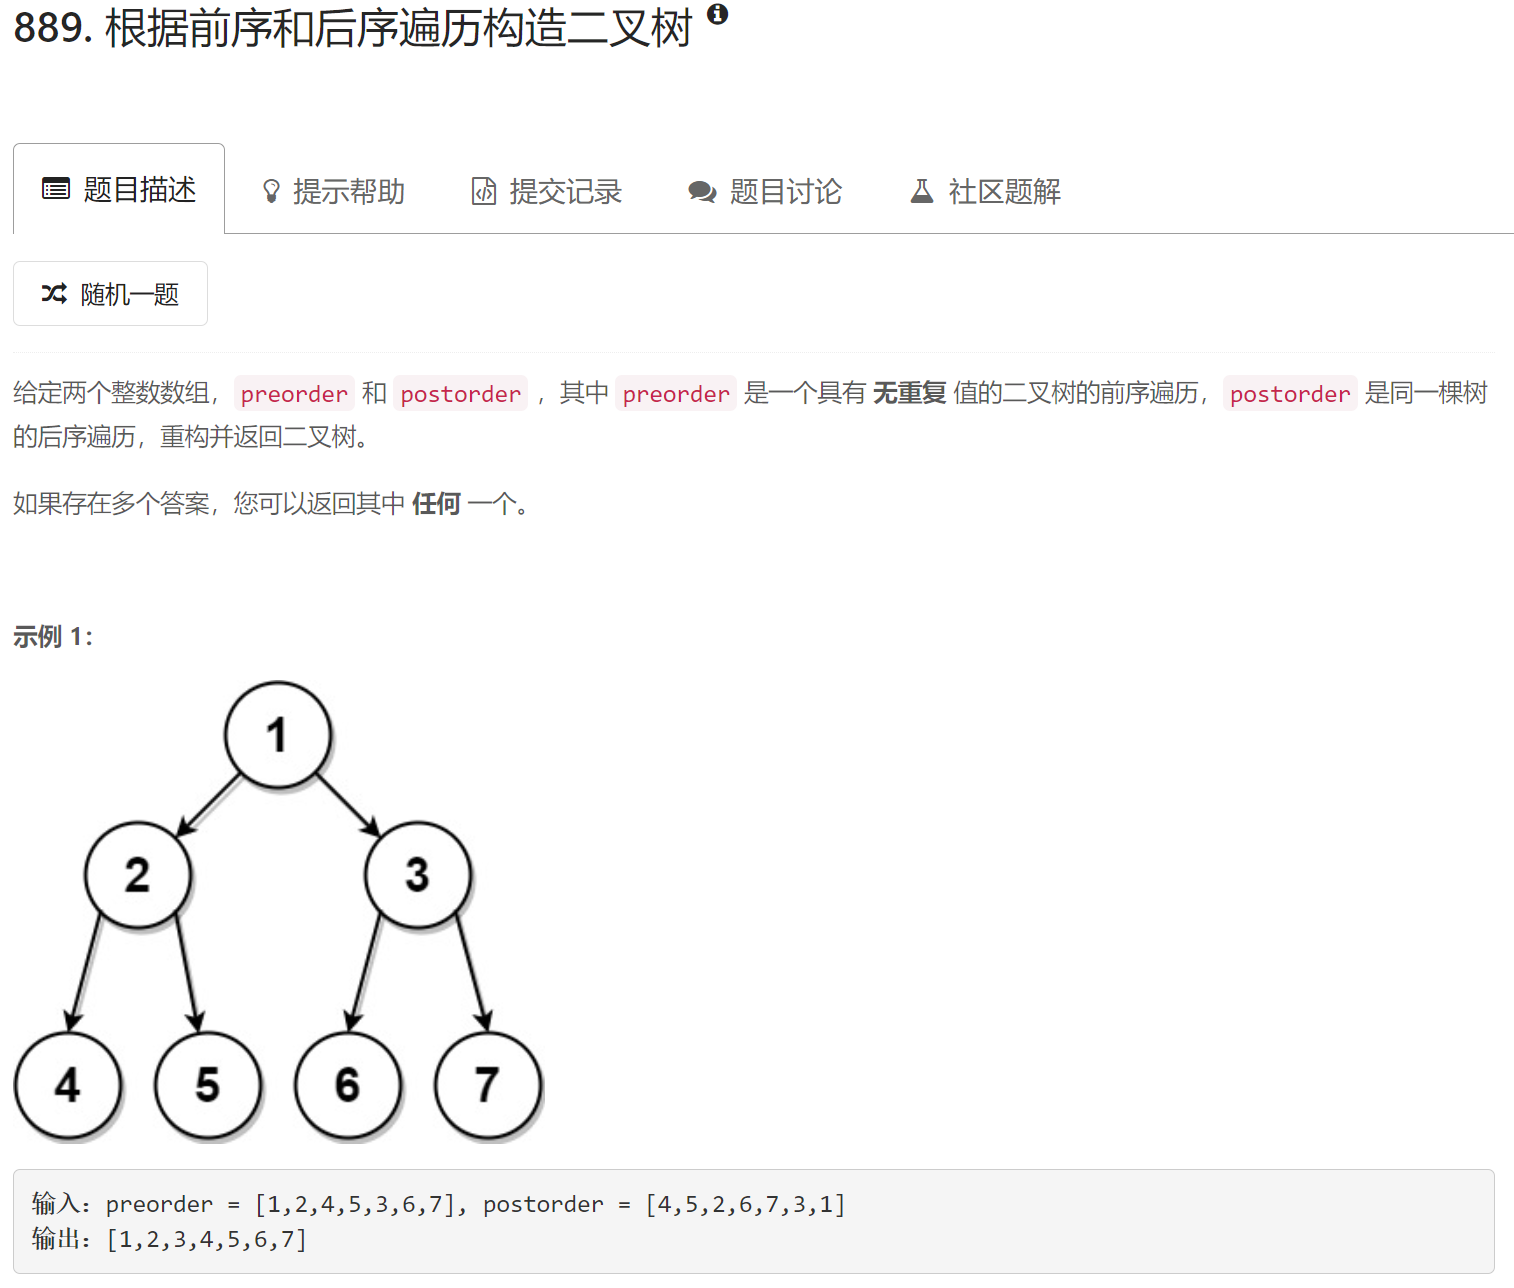 889. 根据前序和后序遍历构造二叉树
题目描述 提示帮助 提交记录 题目讨论 社区题解
随机一题
给定两个整数数组，preorder 和 postorder ，其中 preorder 是一个具有 无重复 值的二叉树的前序遍历，postorder 是同一棵树
的后序遍历，重构并返回二叉树。
如果存在多个答案，您可以返回其中 任何 一个。
示例 1：
1
2 3
4 5 6 7
输入：preorder = [1,2,4,5,3,6,7], postorder = [4,5,2,6,7,3,1]
输出：[1,2,3,4,5,6,7]